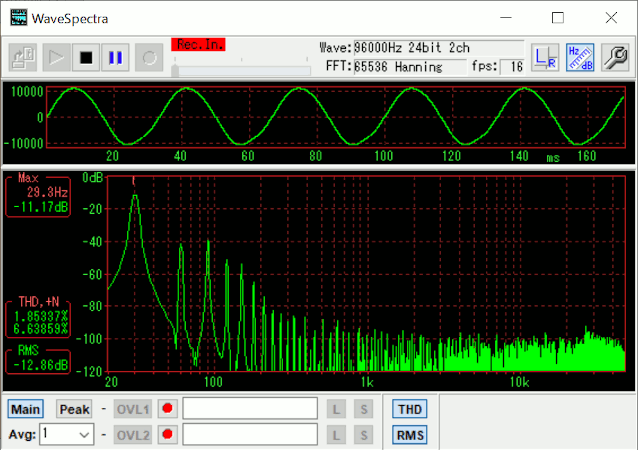 WaveSpectra
Rec.In. Wave:96000Hz 24bit 2ch
FFT:65536 Hanning fps: 16
L R Hz dB
10000
0
-10000
20 40 60 80 100 120 140 ms 160
Max
29.3Hz
-11.17dB
0dB
-20
-40
-60
-80
-100
-120
THD,+N
1.85337%
6.63859%
RMS
-12.86dB
20 100 1k 10k
Main Peak - OVL1 L S THD
Avg: 1 - OVL2 L S RMS